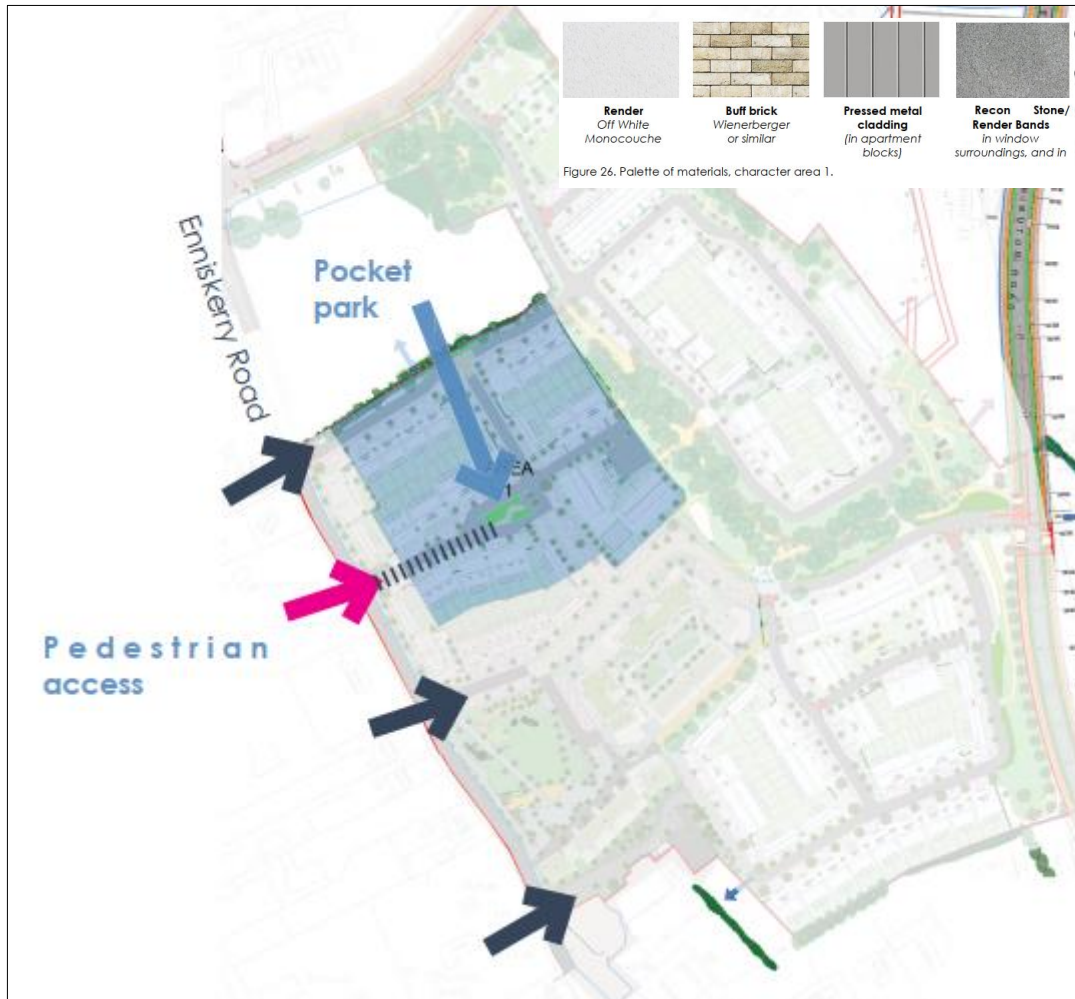 Render
Off White
Monocouche
Buff brick
Wienerberger
or similar
Pressed metal
cladding
(in apartment
blocks)
Recon Stone/
Render Bands
in window
surroundings, and in
Figure 26. Palette of materials, character area 1.
Enniskerry Road
Pocket
park
EA
1
Pedestrian
access